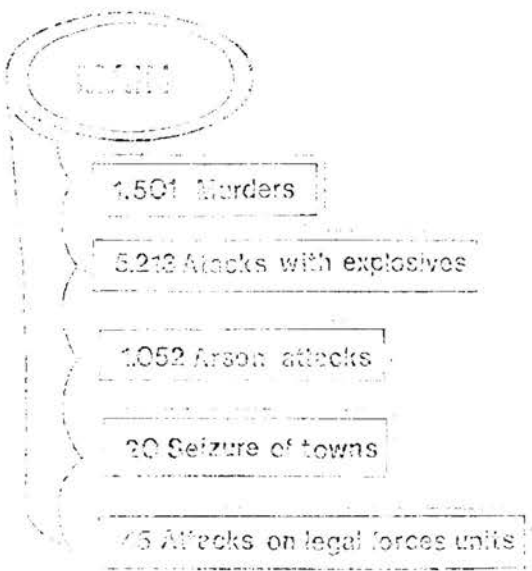 1.501 Murders
5.213 Attacks with explosives
1.052 Arson attacks
20 Seizure of towns
45 Attacks on legal forces units